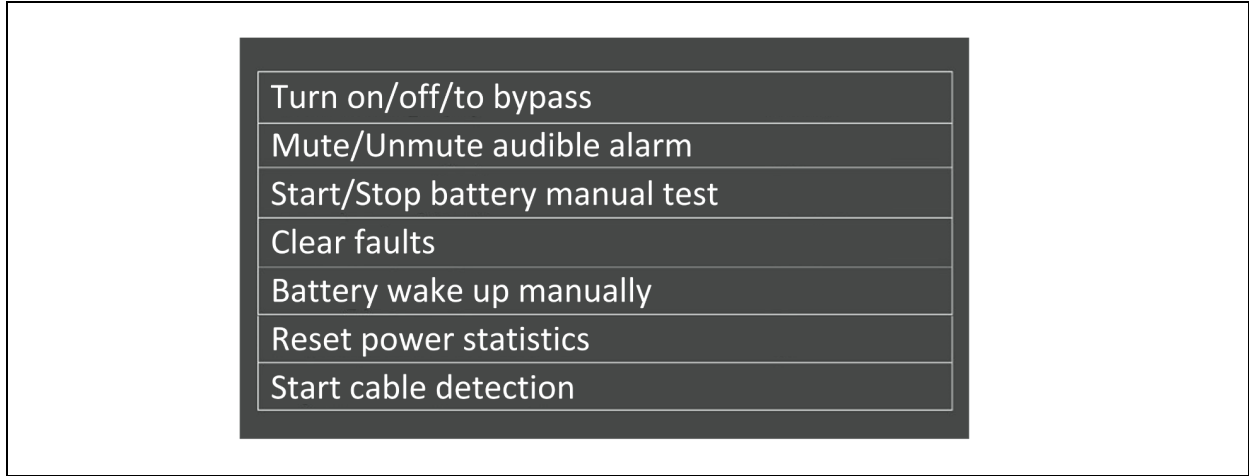 Turn on/off/to bypass
Mute/Unmute audible alarm
Start/Stop battery manual test
Clear faults
Battery wake up manually
Reset power statistics
Start cable detection